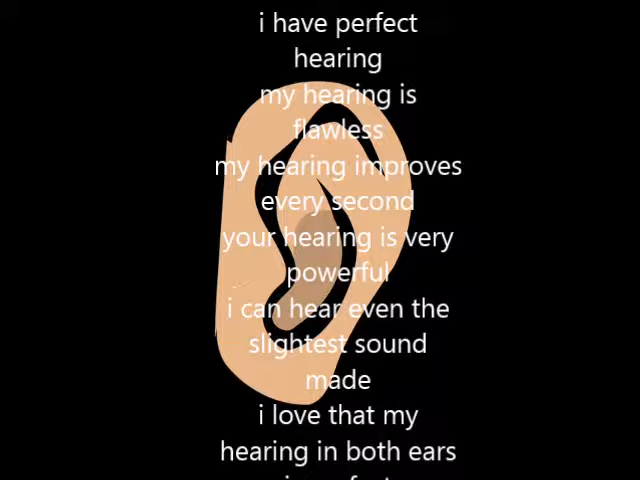 i have perfect
hearing
my hearing is
flawless
my hearing improves
every second
your hearing is very
powerful
i can hear even the
slightest sound
made
i love that my
hearing in both ears